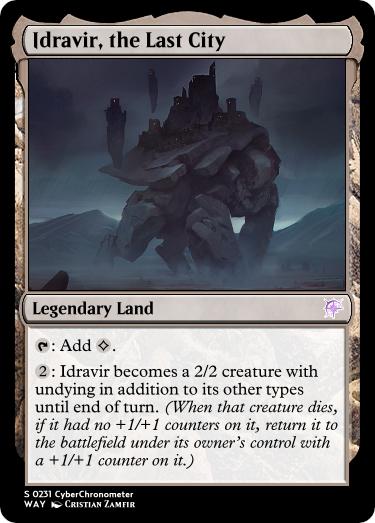 Idravir, the Last City
Legendary Land
: Add .
2: Idravir becomes a 2/2 creature with
undying in addition to its other types
until end of turn. (When that creature dies,
if it had no +1/+1 counters on it, return it to
the battlefield under its owner's control with
a +1/+1 counter on it.)
S 0231 CyberChronometer
WAY Cristian Zamfir